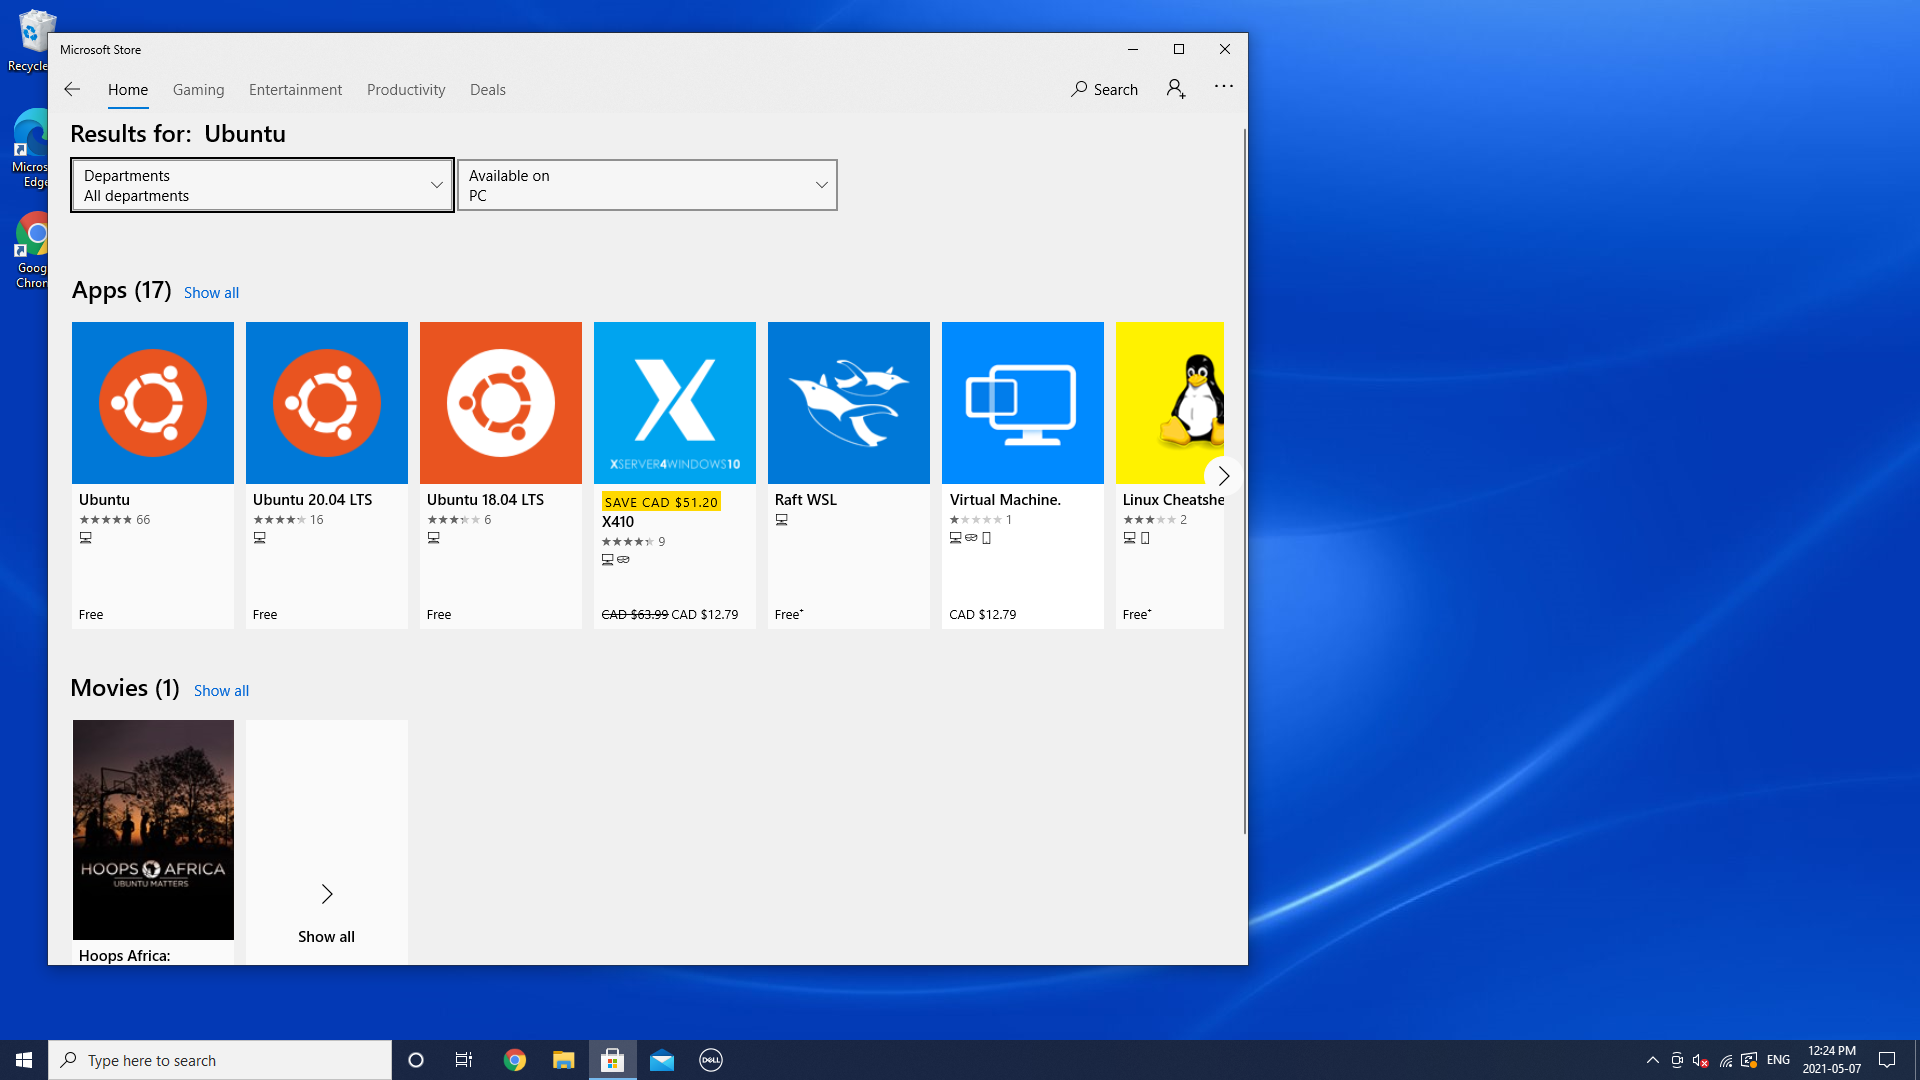 Recycle
Microsoft Store
Home Gaming Entertainment Productivity Deals
Search
Results for: Ubuntu
Departments
All departments
Available on
PC
Micros
Edge
Goog
Chrom
Apps (17) Show all
Ubuntu
66
Free
Ubuntu 20.04 LTS
16
Free
Ubuntu 18.04 LTS
6
Free
XSERVER4WINDOWS10
SAVE CAD $51.20
X410
9
CAD $63.99 CAD $12.79
Raft WSL
Free+
Virtual Machine.
1
CAD $12.79
Linux Cheatshe
2
Free+
Movies (1) Show all
HOOPS AFRICA
UBUNTU MATTERS
Hoops Africa:
Show all
Type here to search
DELL
ENG
12:24 PM
2021-05-07